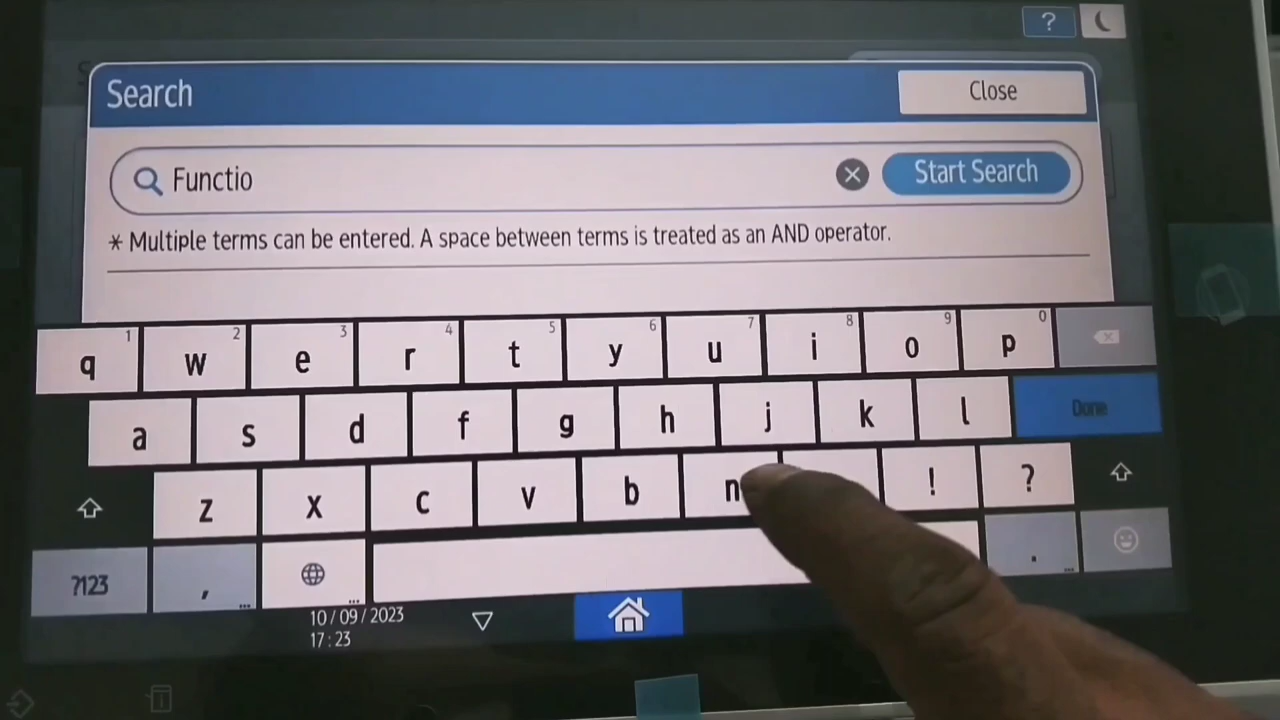 ?
Search
Close
Functio
Start Search
* Multiple terms can be entered. A space between terms is treated as an AND operator.
1 2 3 4 5 6 7 8 9 0
q w e r t y u i o p
a s d f g h j k l Done
z x c v b n ! ?
?123 , ... ... . ...
10/09/2023
17:23